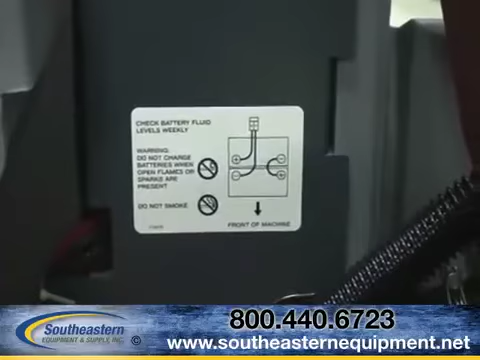 CHECK BATTERY FLUID
LEVELS WEEKLY
WARNING:
DO NOT CHARGE
BATTERIES WHEN
OPEN FLAMES OR
SPARKS ARE
PRESENT
DO NOT SMOKE
FRONT OF MACHINE
Southeastern
EQUIPMENT & SUPPLY, INC.
©
800.440.6723
www.southeasternequipment.net